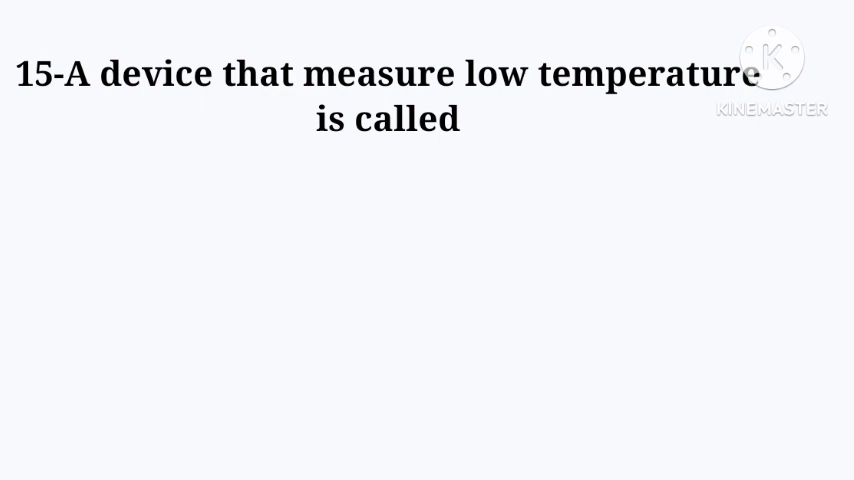 15-A device that measure low temperature
is called
K
KINEMASTER